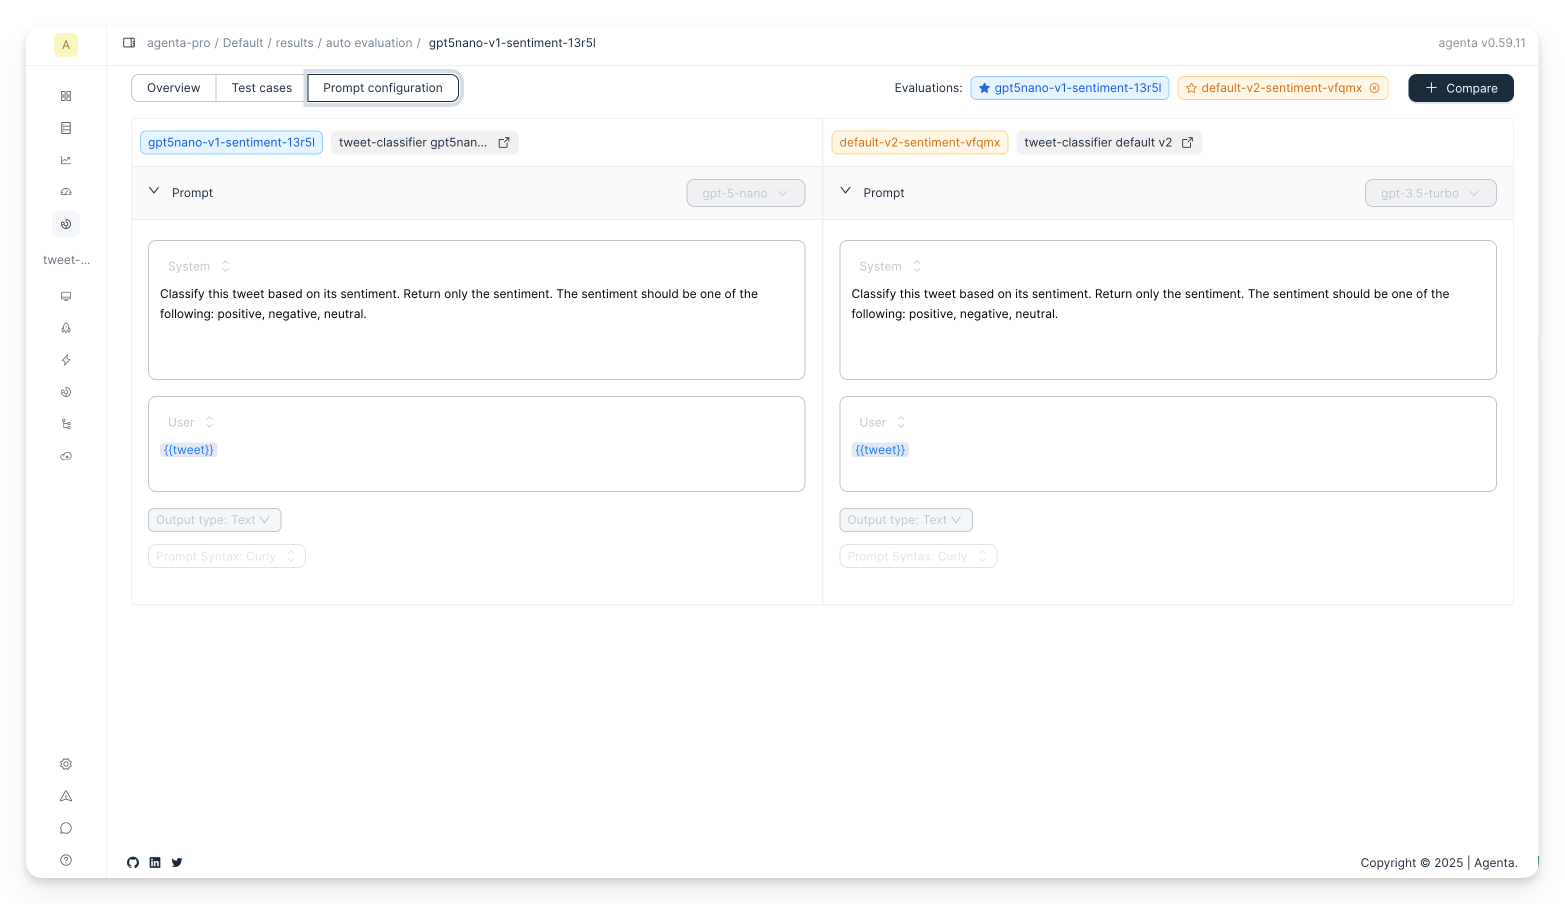 A
agenta-pro / Default / results / auto evaluation / gpt5nano-v1-sentiment-13r5l
agenta v0.59.11
Overview
Test cases
Prompt configuration
Evaluations:
gpt5nano-v1-sentiment-13r5l
default-v2-sentiment-vfqmx
Compare
tweet-...
gpt5nano-v1-sentiment-13r5l
tweet-classifier gpt5nan...
Prompt
gpt-5-nano
System
Classify this tweet based on its sentiment. Return only the sentiment. The sentiment should be one of the
following: positive, negative, neutral.
User
{{tweet}}
Output type: Text
Prompt Syntax: Curly
default-v2-sentiment-vfqmx
tweet-classifier default v2
Prompt
gpt-3.5-turbo
System
Classify this tweet based on its sentiment. Return only the sentiment. The sentiment should be one of the
following: positive, negative, neutral.
User
{{tweet}}
Output type: Text
Prompt Syntax: Curly
Copyright © 2025 | Agenta.